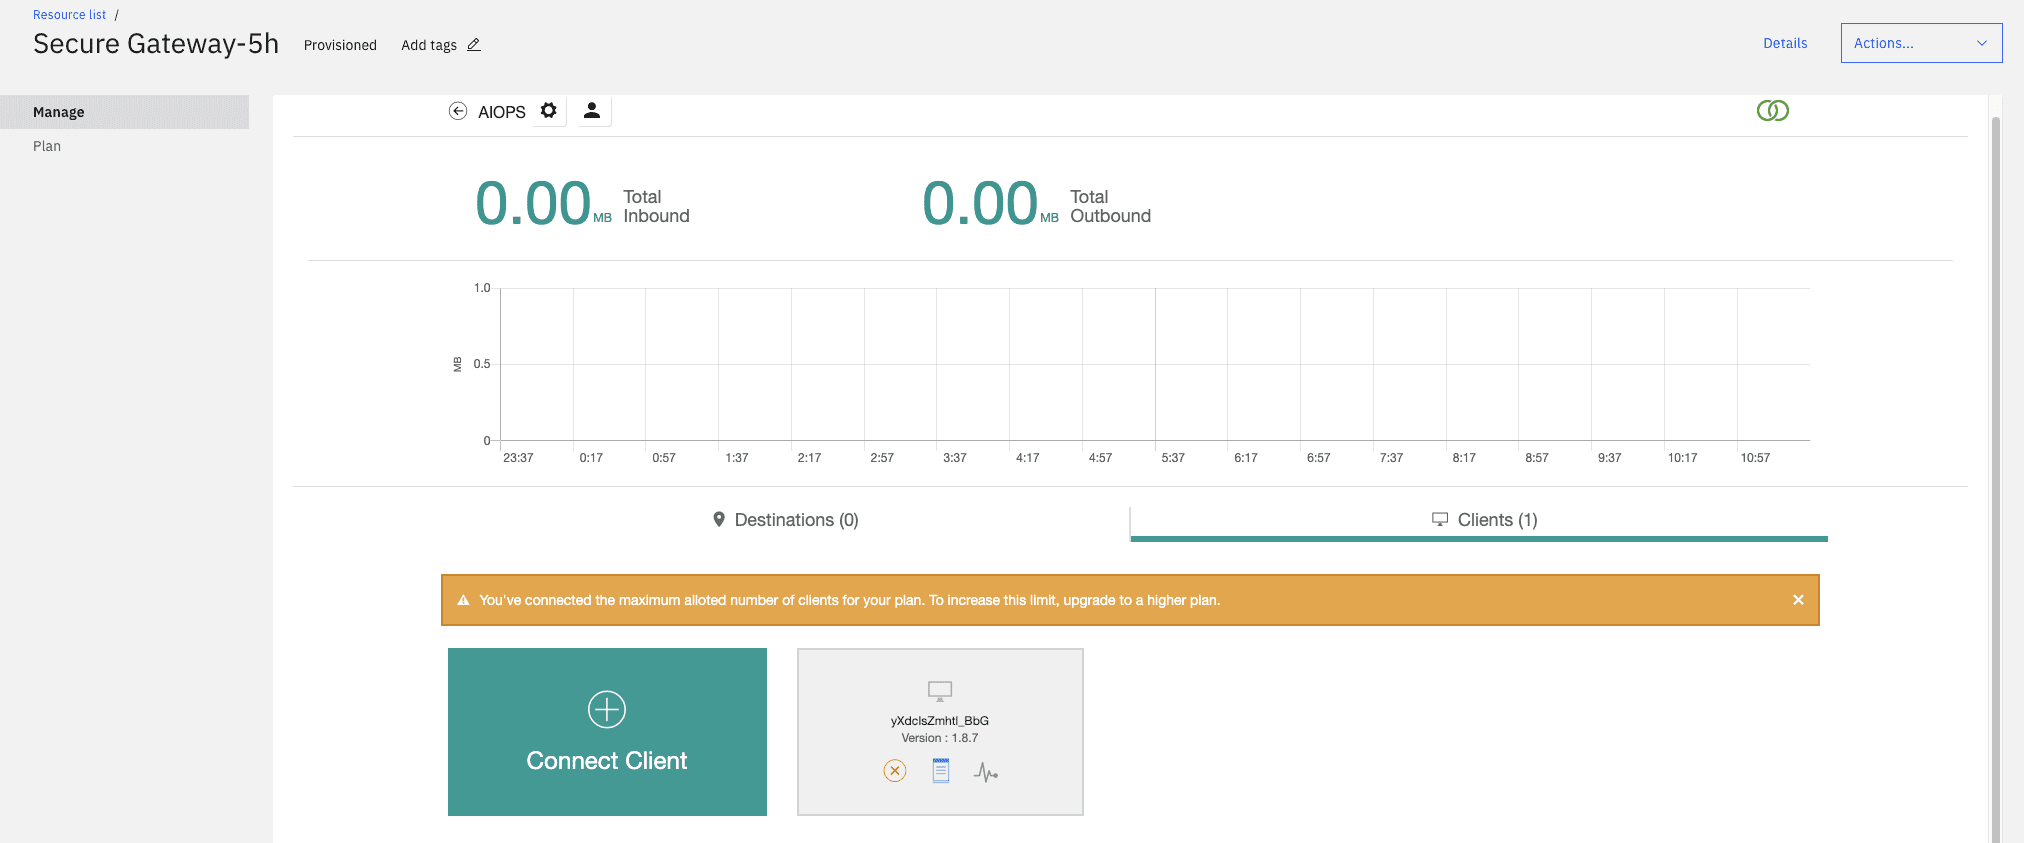 Resource list /
Secure Gateway-5h Provisioned Add tags
Details
Actions...
Manage
Plan
AIOPS
0.00 MB Total Inbound
0.00 MB Total Outbound
1.0
0.5
0
MB
23:37 0:17 0:57 1:37 2:17 2:57 3:37 4:17 4:57 5:37 6:17 6:57 7:37 8:17 8:57 9:37 10:17 10:57
Destinations (0)
Clients (1)
You've connected the maximum alloted number of clients for your plan. To increase this limit, upgrade to a higher plan.
Connect Client
Version : 1.8.7